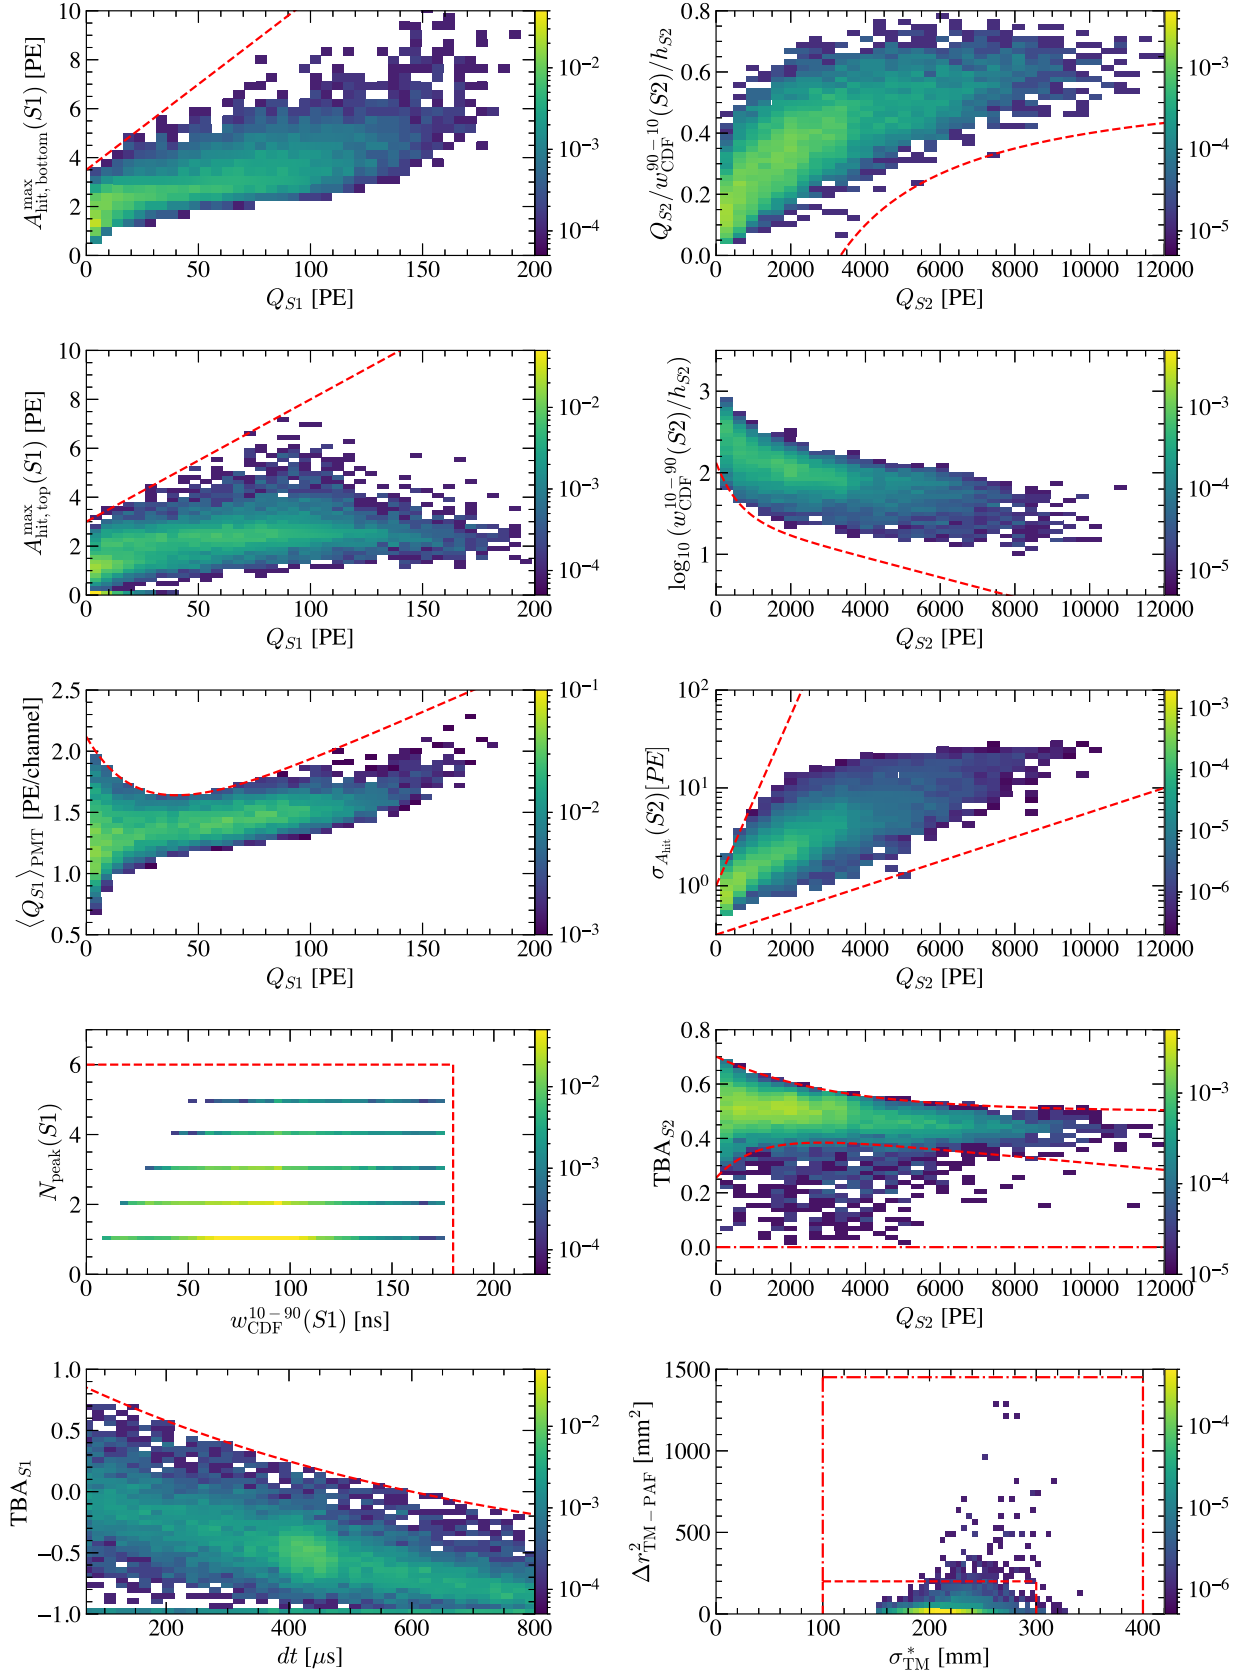 10
8
6
4
2
0
A^max_hit,bottom(S1) [PE]
0 50 100 150 200
Q_S1 [PE]
10^−2
10^−3
10^−4
0.8
0.6
0.4
0.2
0.0
Q_S2/w^90−10_CDF(S2)/h_S2
0 2000 4000 6000 8000 10000 12000
Q_S2 [PE]
10^−3
10^−4
10^−5
10
8
6
4
2
0
A^max_hit,top(S1) [PE]
0 50 100 150 200
Q_S1 [PE]
10^−2
10^−3
10^−4
3
2
1
log_10(w^10−90_CDF(S2)/h_S2)
0 2000 4000 6000 8000 10000 12000
Q_S2 [PE]
10^−3
10^−4
10^−5
2.5
2.0
1.5
1.0
0.5
⟨Q_S1⟩_PMT [PE/channel]
0 50 100 150 200
Q_S1 [PE]
10^−1
10^−2
10^−3
10^2
10^1
10^0
σ_A_hit(S2)[PE]
0 2000 4000 6000 8000 10000 12000
Q_S2 [PE]
10^−3
10^−4
10^−5
10^−6
6
4
2
0
N_peak(S1)
0 50 100 150 200
w^10−90_CDF(S1) [ns]
10^−2
10^−3
10^−4
0.8
0.6
0.4
0.2
0.0
TBA_S2
0 2000 4000 6000 8000 10000 12000
Q_S2 [PE]
10^−3
10^−4
10^−5
1.0
0.5
0.0
−0.5
−1.0
TBA_S1
200 400 600 800
dt [μs]
10^−2
10^−3
10^−4
1500
1000
500
0
Δr^2_TM−PAF [mm^2]
0 100 200 300 400
σ^*_TM [mm]
10^−4
10^−5
10^−6